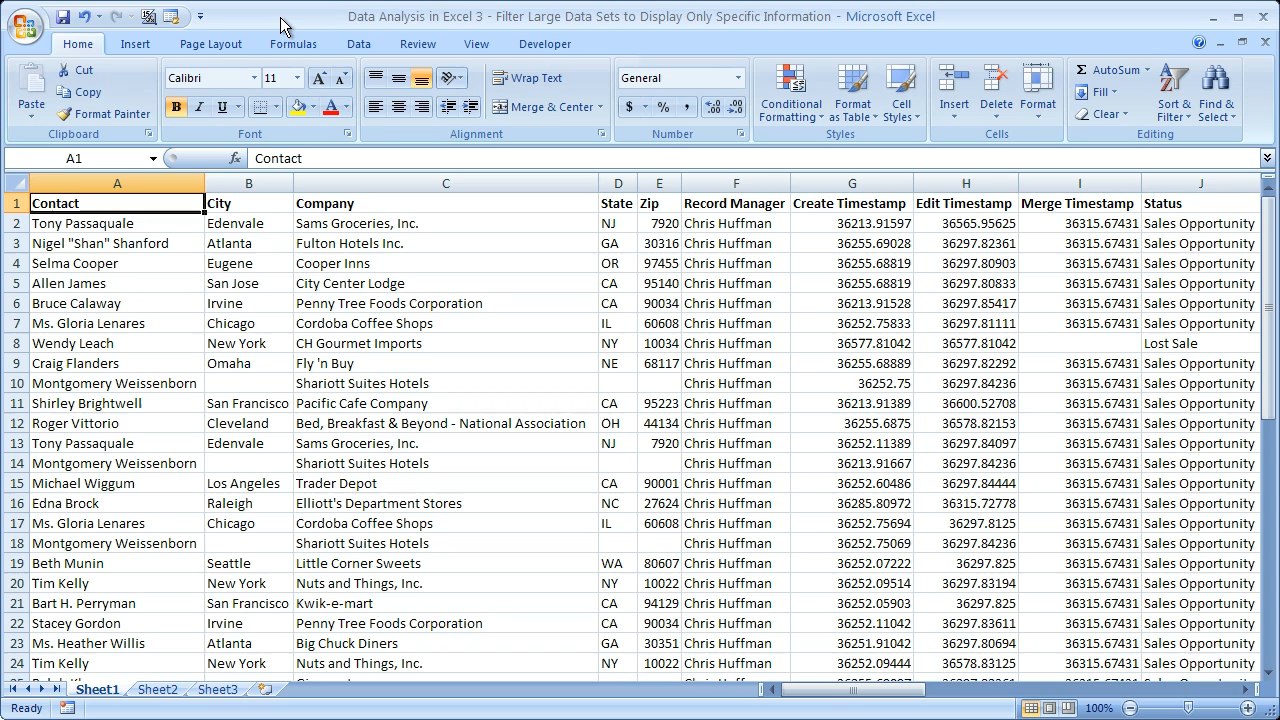 Data Analysis in Excel 3 - Filter Large Data Sets to Display Only Specific Information - Microsoft Excel
Home Insert Page Layout Formulas Data Review View Developer
Paste Cut Copy Format Painter Clipboard
Calibri 11 B I U A Font
Wrap Text Merge & Center Alignment
General $ % , Number
Conditional Formatting Format as Table Cell Styles Styles
Insert Delete Format Cells
Σ AutoSum Fill Clear Sort & Filter Find & Select Editing
A1 fx Contact
A B C D E F G H I J
1 Contact City Company State Zip Record Manager Create Timestamp Edit Timestamp Merge Timestamp Status
2 Tony Passaquale Edenvale Sams Groceries, Inc. NJ 7920 Chris Huffman 36213.91597 36565.95625 36315.67431 Sales Opportunity
3 Nigel "Shan" Shanford Atlanta Fulton Hotels Inc. GA 30316 Chris Huffman 36255.69028 36297.82361 36315.67431 Sales Opportunity
4 Selma Cooper Eugene Cooper Inns OR 97455 Chris Huffman 36255.68819 36297.80903 36315.67431 Sales Opportunity
5 Allen James San Jose City Center Lodge CA 95140 Chris Huffman 36255.68819 36297.80833 36315.67431 Sales Opportunity
6 Bruce Calaway Irvine Penny Tree Foods Corporation CA 90034 Chris Huffman 36213.91528 36297.85417 36315.67431 Sales Opportunity
7 Ms. Gloria Lenares Chicago Cordoba Coffee Shops IL 60608 Chris Huffman 36252.75833 36297.81111 36315.67431 Sales Opportunity
8 Wendy Leach New York CH Gourmet Imports NY 10034 Chris Huffman 36577.81042 36577.81042 Lost Sale
9 Craig Flanders Omaha Fly 'n Buy NE 68117 Chris Huffman 36255.68889 36297.82292 36315.67431 Sales Opportunity
10 Montgomery Weissenborn Shariott Suites Hotels Chris Huffman 36252.75 36297.84236 36315.67431 Sales Opportunity
11 Shirley Brightwell San Francisco Pacific Cafe Company CA 95223 Chris Huffman 36213.91389 36600.52708 36315.67431 Sales Opportunity
12 Roger Vittorio Cleveland Bed, Breakfast & Beyond - National Association OH 44134 Chris Huffman 36255.6875 36578.82153 36315.67431 Sales Opportunity
13 Tony Passaquale Edenvale Sams Groceries, Inc. NJ 7920 Chris Huffman 36252.11389 36297.84097 36315.67431 Sales Opportunity
14 Montgomery Weissenborn Shariott Suites Hotels Chris Huffman 36213.91667 36297.84236 36315.67431 Sales Opportunity
15 Michael Wiggum Los Angeles Trader Depot CA 90001 Chris Huffman 36252.60486 36297.84444 36315.67431 Sales Opportunity
16 Edna Brock Raleigh Elliott's Department Stores NC 27624 Chris Huffman 36285.80972 36315.72778 36315.67431 Sales Opportunity
17 Ms. Gloria Lenares Chicago Cordoba Coffee Shops IL 60608 Chris Huffman 36252.75694 36297.8125 36315.67431 Sales Opportunity
18 Montgomery Weissenborn Shariott Suites Hotels Chris Huffman 36252.75069 36297.84236 36315.67431 Sales Opportunity
19 Beth Munin Seattle Little Corner Sweets WA 80607 Chris Huffman 36252.07222 36297.825 36315.67431 Sales Opportunity
20 Tim Kelly New York Nuts and Things, Inc. NY 10022 Chris Huffman 36252.09514 36297.83194 36315.67431 Sales Opportunity
21 Bart H. Perryman San Francisco Kwik-e-mart CA 94129 Chris Huffman 36252.05903 36297.825 36315.67431 Sales Opportunity
22 Stacey Gordon Irvine Penny Tree Foods Corporation CA 90034 Chris Huffman 36252.11042 36297.83611 36315.67431 Sales Opportunity
23 Ms. Heather Willis Atlanta Big Chuck Diners GA 30351 Chris Huffman 36251.91042 36297.80694 36315.67431 Sales Opportunity
24 Tim Kelly New York Nuts and Things, Inc. NY 10022 Chris Huffman 36252.09444 36578.83125 36315.67431 Sales Opportunity
Sheet1 Sheet2 Sheet3
Ready 100%